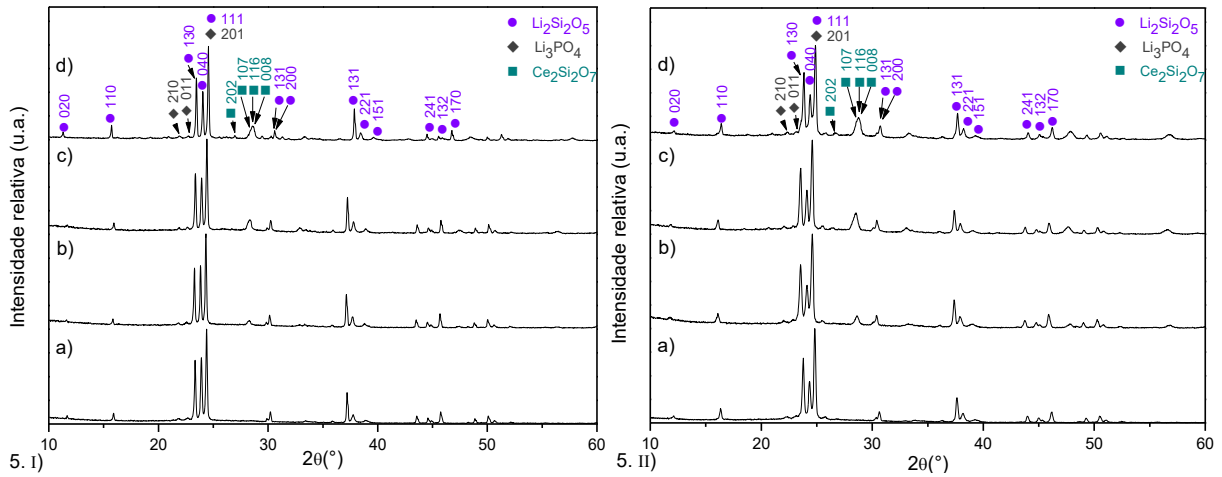 Intensidade relativa (u.a.)
111
201
Li2Si2O5
Li3PO4
Ce2Si2O7
130
040
210
011
202
107
116
008
131
200
020
110
131
221
151
241
132
170
d)
c)
b)
a)
10 20 30 40 50 60
2θ(°)
5. I)
Intensidade relativa (u.a.)
111
201
Li2Si2O5
Li3PO4
Ce2Si2O7
130
040
210
011
202
107
116
008
131
200
020
110
131
221
151
241
132
170
d)
c)
b)
a)
10 20 30 40 50 60
2θ(°)
5. II)